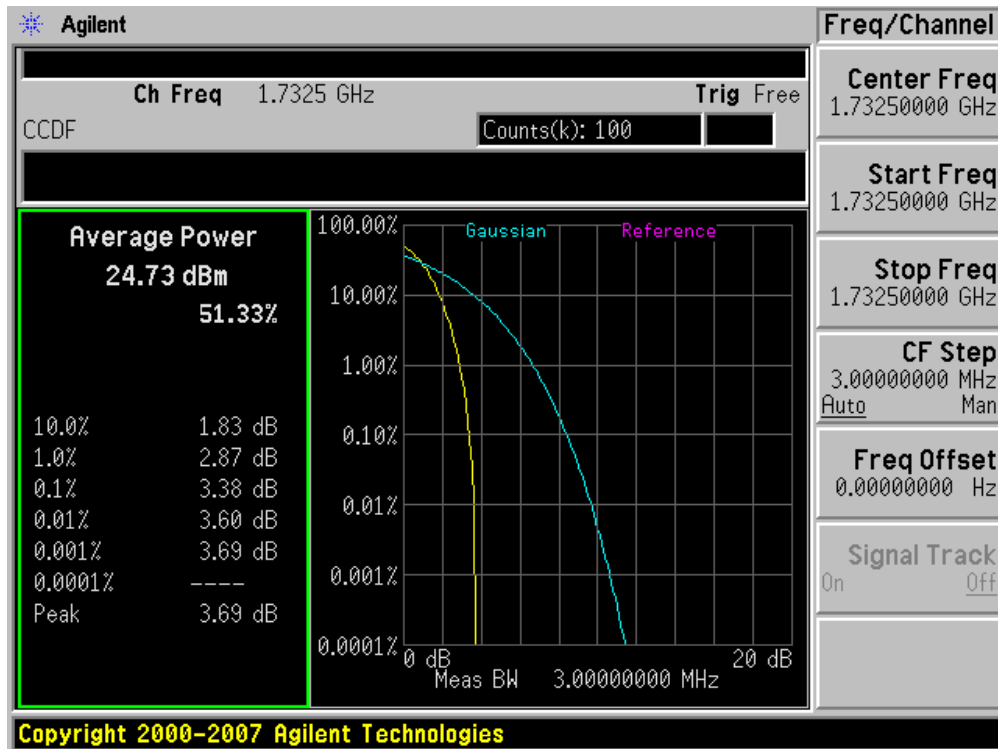 Agilent
Ch Freq 1.7325 GHz Trig Free
CCDF Counts(k): 100
Average Power
24.73 dBm
51.33%
10.0% 1.83 dB
1.0% 2.87 dB
0.1% 3.38 dB
0.01% 3.60 dB
0.001% 3.69 dB
0.0001% ----
Peak 3.69 dB
Gaussian Reference
100.00%
10.00%
1.00%
0.10%
0.01%
0.001%
0.0001%
0 dB 20 dB
Meas BW 3.00000000 MHz
Freq/Channel
Center Freq
1.73250000 GHz
Start Freq
1.73250000 GHz
Stop Freq
1.73250000 GHz
CF Step
3.00000000 MHz
Auto Man
Freq Offset
0.00000000 Hz
Signal Track
On Off
Copyright 2000-2007 Agilent Technologies